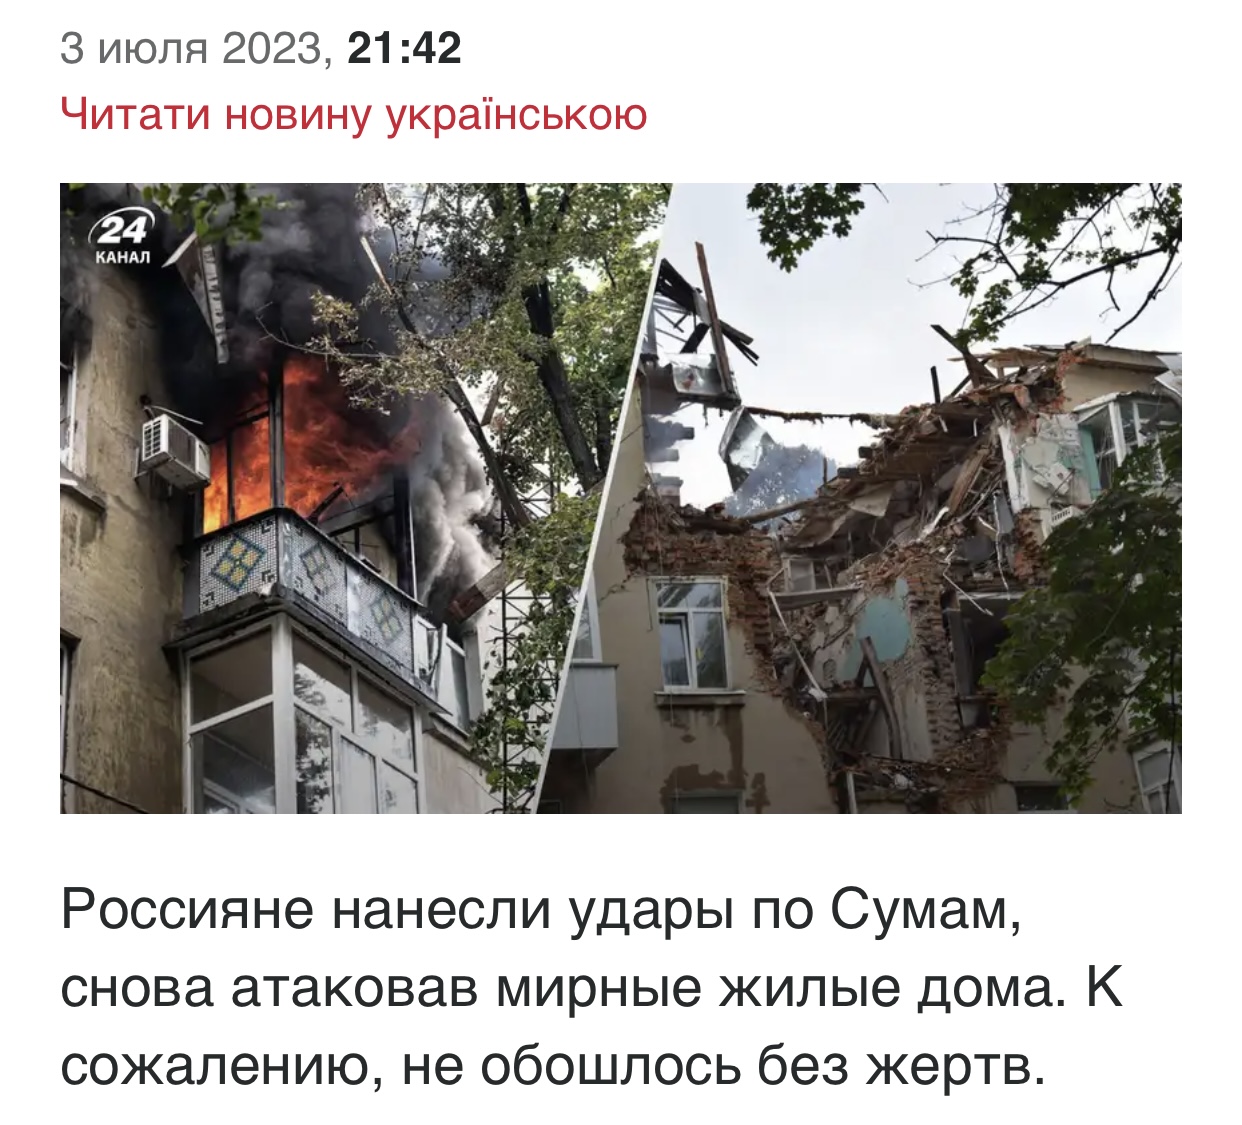 3 июля 2023, 21:42
Читати новину українською
24
КАНАЛ
Россияне нанесли удары по Сумам,
снова атаковав мирные жилые дома. К
сожалению, не обошлось без жертв.